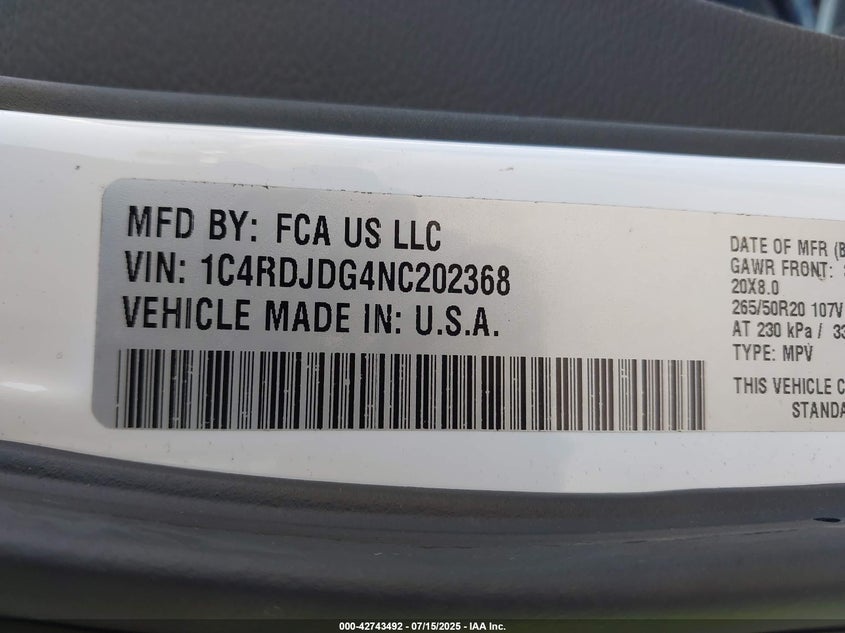 MFD BY: FCA US LLC
VIN: 1C4RDJDG4NC202368
VEHICLE MADE IN: U.S.A.
DATE OF MFR (B
GAWR FRONT:
20X8.0
265/50R20 107V
AT 230 kPa / 33
TYPE: MPV
THIS VEHICLE C
STANDA
000-42743492 - 07/15/2025 - IAA Inc.